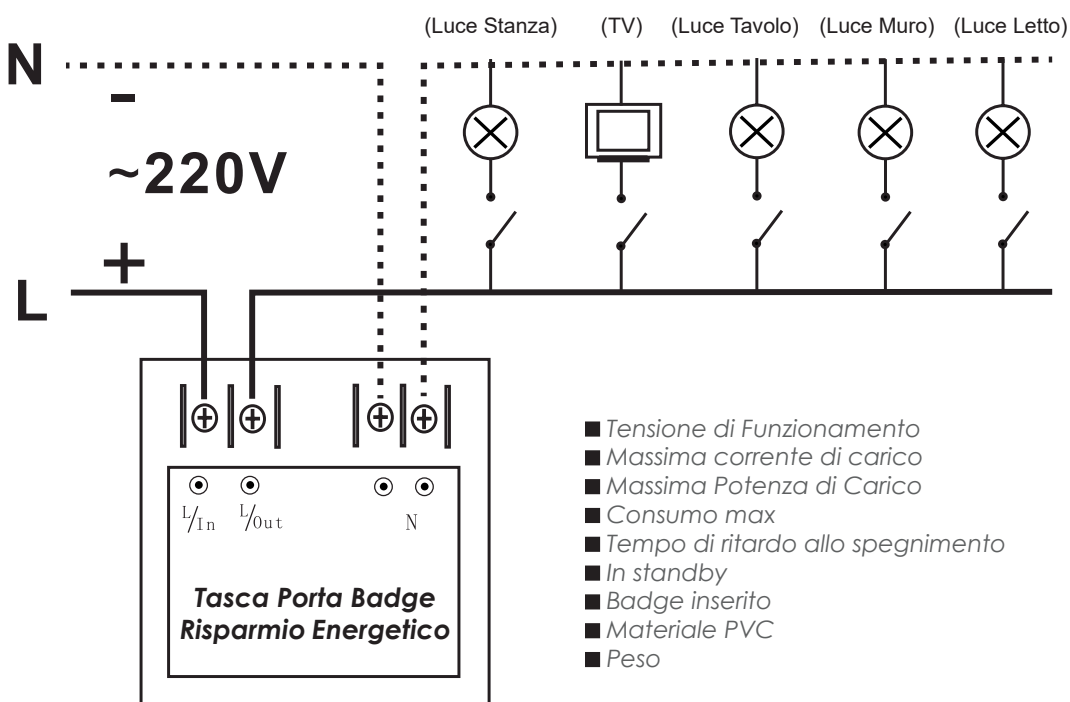 (Luce Stanza) (TV) (Luce Tavolo) (Luce Muro) (Luce Letto)
N
-
~220V
+
L
L/In L/Out N
Tasca Porta Badge
Risparmio Energetico
■ Tensione di Funzionamento
■ Massima corrente di carico
■ Massima Potenza di Carico
■ Consumo max
■ Tempo di ritardo allo spegnimento
■ In standby
■ Badge inserito
■ Materiale PVC
■ Peso